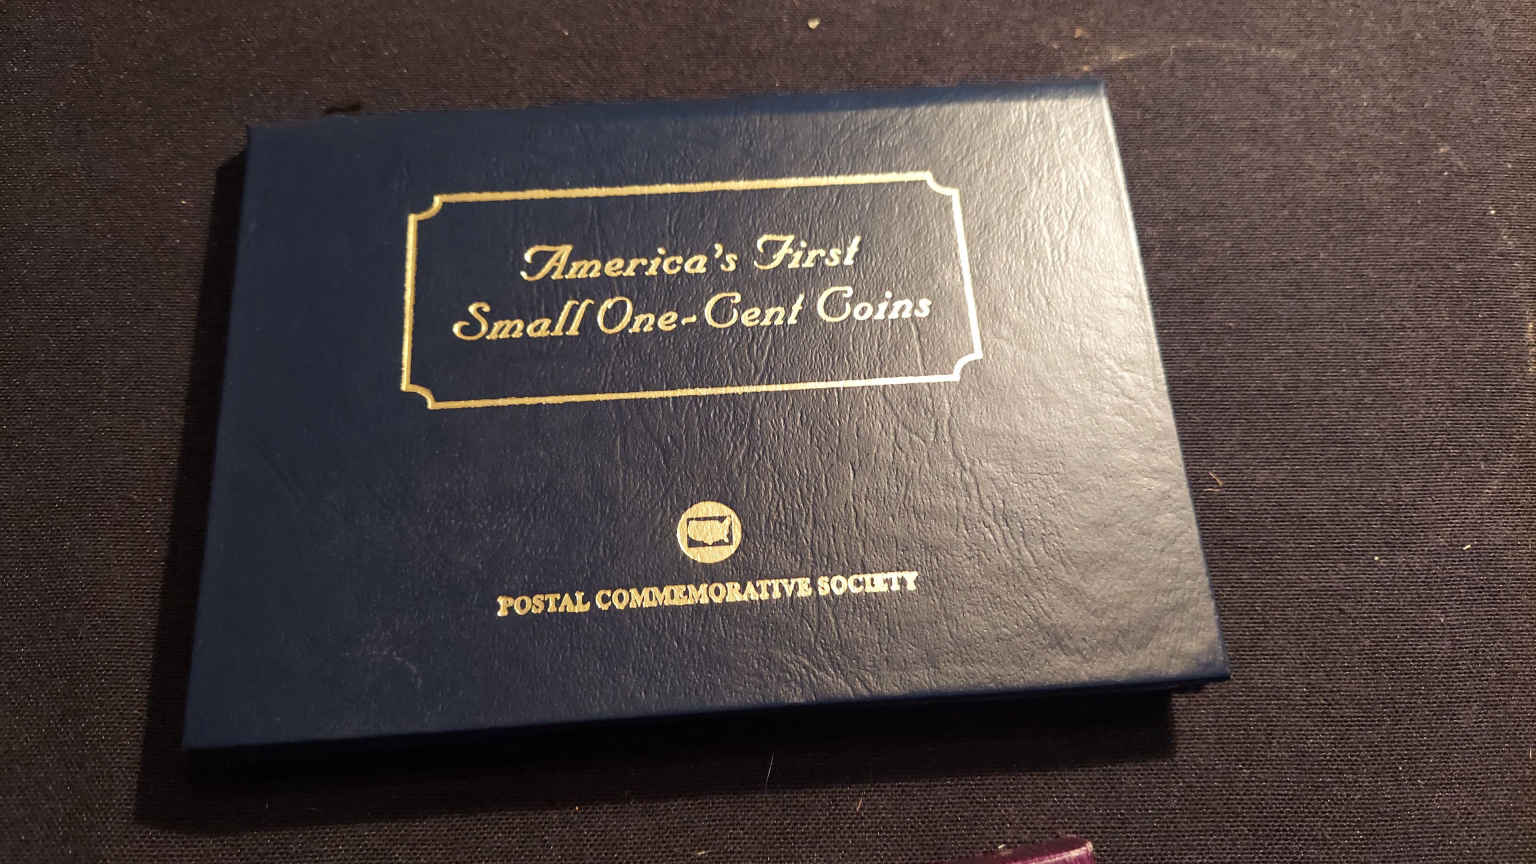 America's First
Small One-Cent Coins
POSTAL COMMEMORATIVE SOCIETY